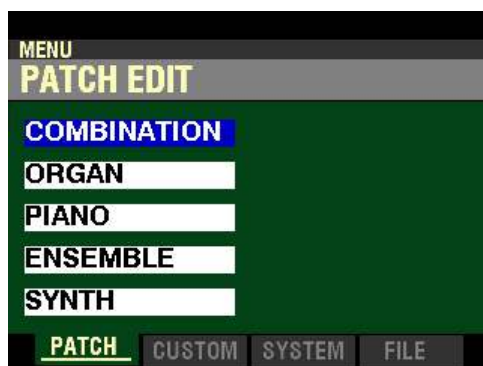 MENU
PATCH EDIT
COMBINATION
ORGAN
PIANO
ENSEMBLE
SYNTH
PATCH CUSTOM SYSTEM FILE